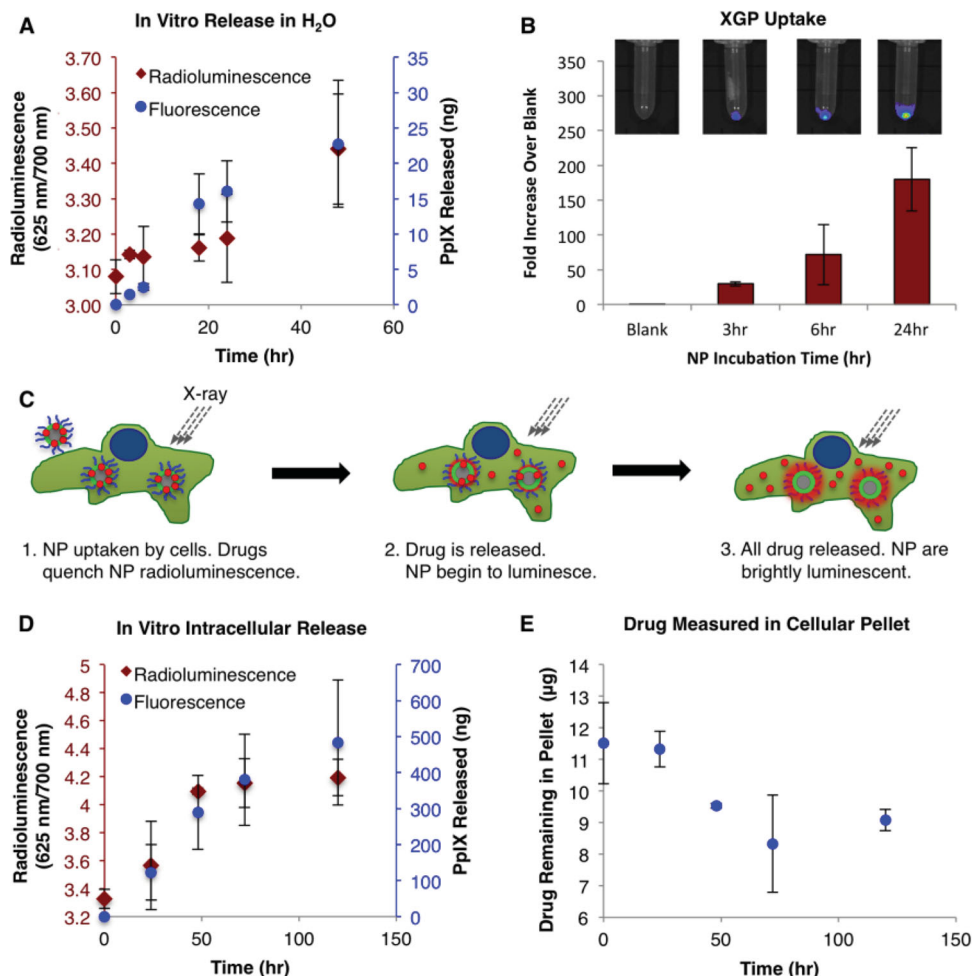 A
In Vitro Release in H₂O
3.70
3.60
3.50
3.40
3.30
3.20
3.10
3.00
Radioluminescence
(625 nm/700 nm)
Radioluminescence
Fluorescence
30
25
20
15
10
5
0
PpIX Released (ng)
0
20
40
60
Time (hr)
B
XGP Uptake
350
300
250
200
150
100
50
0
Fold Increase Over Blank
Blank
3hr
6hr
24hr
NP Incubation Time (hr)
C
X-ray
1. NP uptaken by cells. Drugs
quench NP radioluminescence.
2. Drug is released.
NP begin to luminesce.
3. All drug released. NP are
brightly luminescent.
D
In Vitro Intracellular Release
5
4.8
4.6
4.4
4.2
4
3.8
3.6
3.4
3.2
Radioluminescence
(625 nm/700 nm)
Radioluminescence
Fluorescence
700
600
500
400
300
200
100
0
PpIX Released (ng)
0
50
100
150
Time (hr)
E
Drug Measured in Cellular Pellet
14
13
12
11
10
9
8
7
6
Drug Remaining in Pellet (µg)
0
50
100
150
Time (hr)